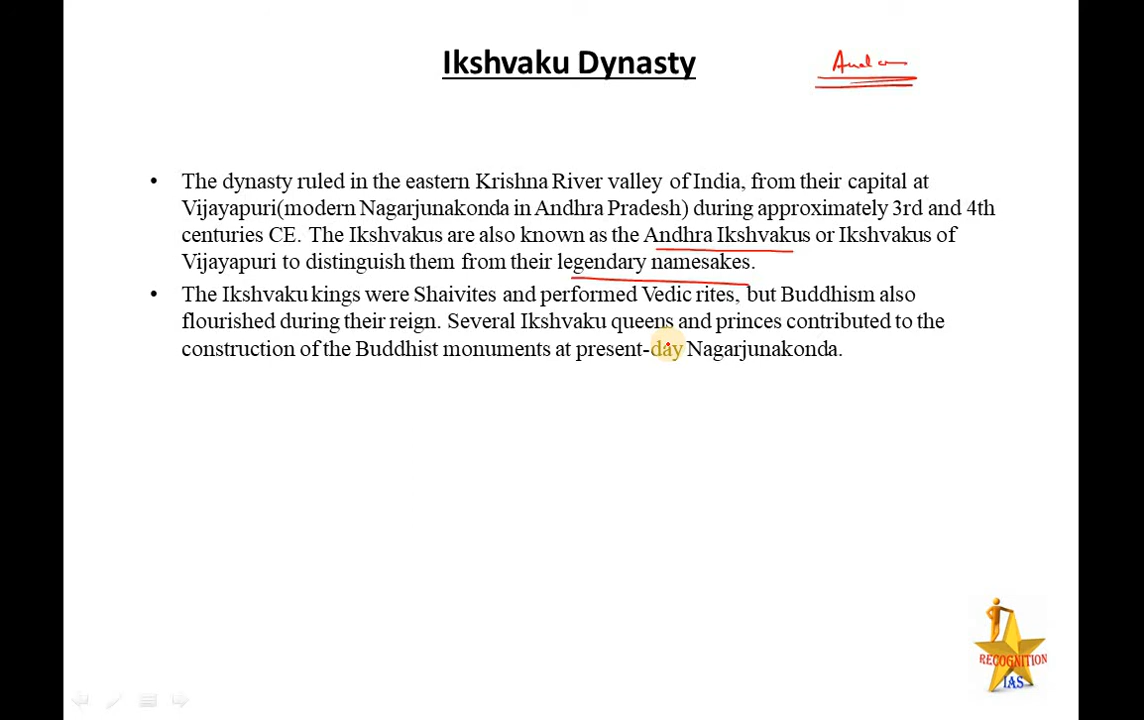 Ikshvaku Dynasty
• The dynasty ruled in the eastern Krishna River valley of India, from their capital at
Vijayapuri(modern Nagarjunakonda in Andhra Pradesh) during approximately 3rd and 4th
centuries CE. The Ikshvakus are also known as the Andhra Ikshvakus or Ikshvakus of
Vijayapuri to distinguish them from their legendary namesakes.
• The Ikshvaku kings were Shaivites and performed Vedic rites, but Buddhism also
flourished during their reign. Several Ikshvaku queens and princes contributed to the
construction of the Buddhist monuments at present-day Nagarjunakonda.
RECOGNITION
IAS